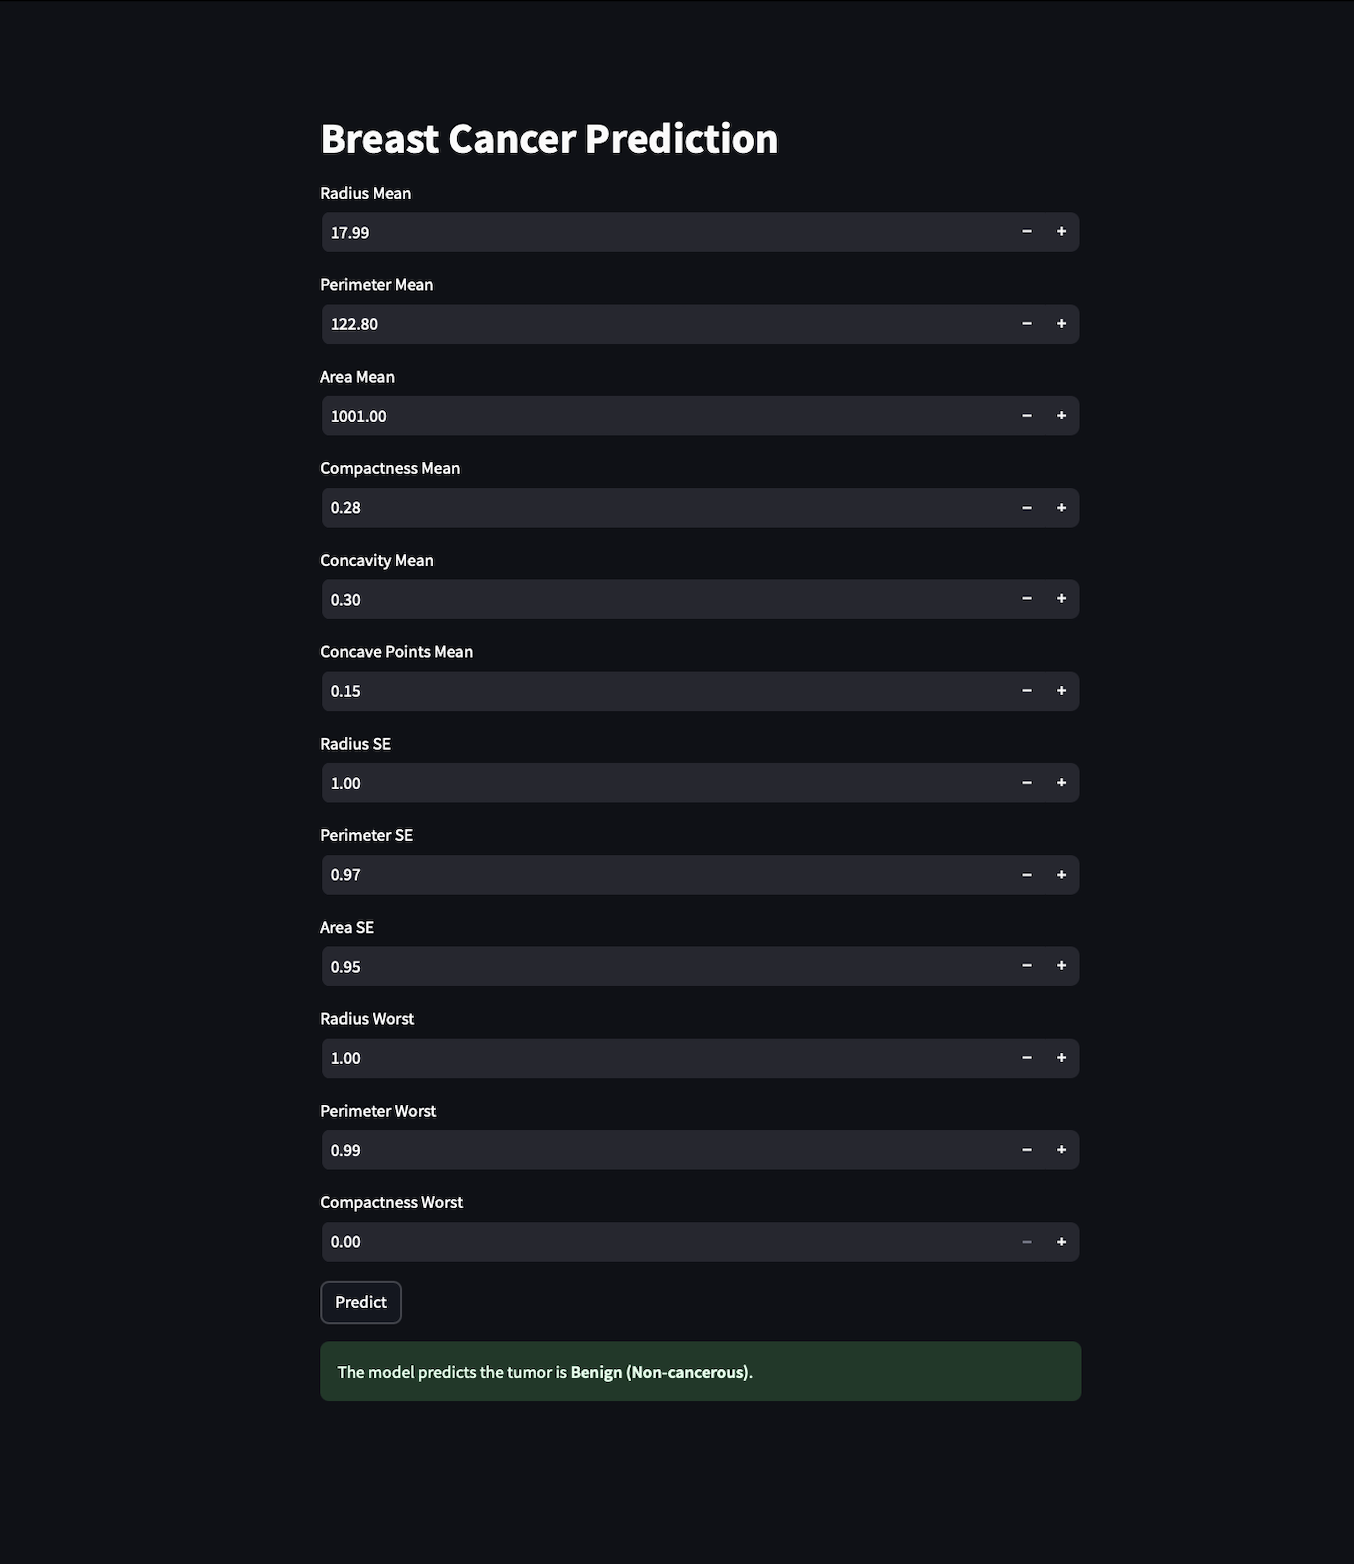 Breast Cancer Prediction
Radius Mean
17.99
Perimeter Mean
122.80
Area Mean
1001.00
Compactness Mean
0.28
Concavity Mean
0.30
Concave Points Mean
0.15
Radius SE
1.00
Perimeter SE
0.97
Area SE
0.95
Radius Worst
1.00
Perimeter Worst
0.99
Compactness Worst
0.00
Predict
The model predicts the tumor is Benign (Non-cancerous).